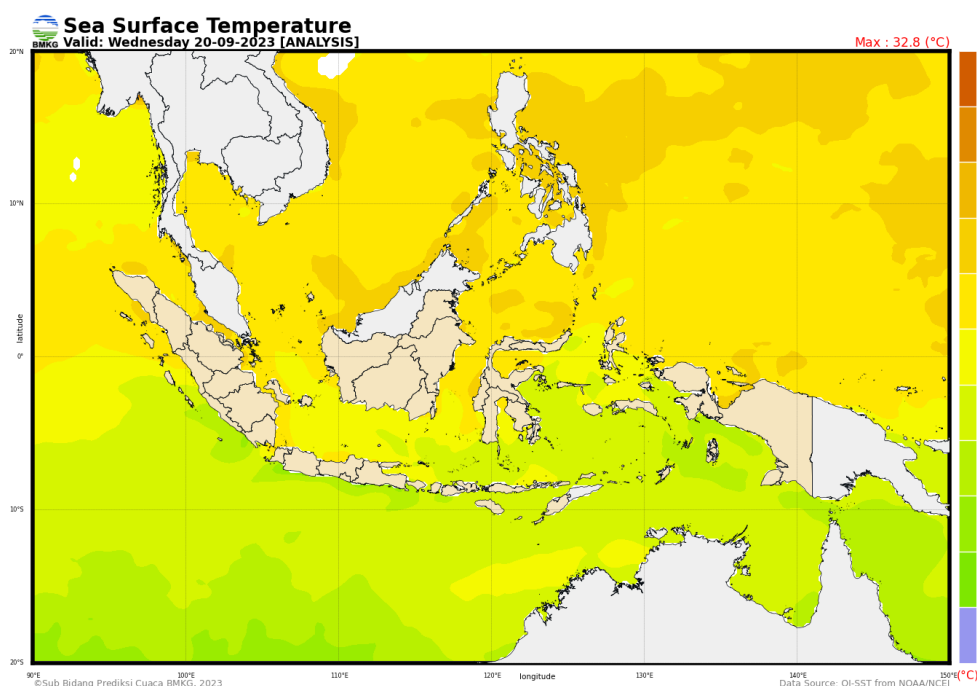 Sea Surface Temperature
BMKG
Valid: Wednesday 20-09-2023 [ANALYSIS]
Max : 32.8 (°C)
20°N
10°N
latitude
0°
10°S
20°S
90°E
100°E
110°E
120°E
longitude
130°E
140°E
150°E
(°C)
©Sub Bidang Prediksi Cuaca BMKG, 2023
Data Source: OI-SST from NOAA/NCEI